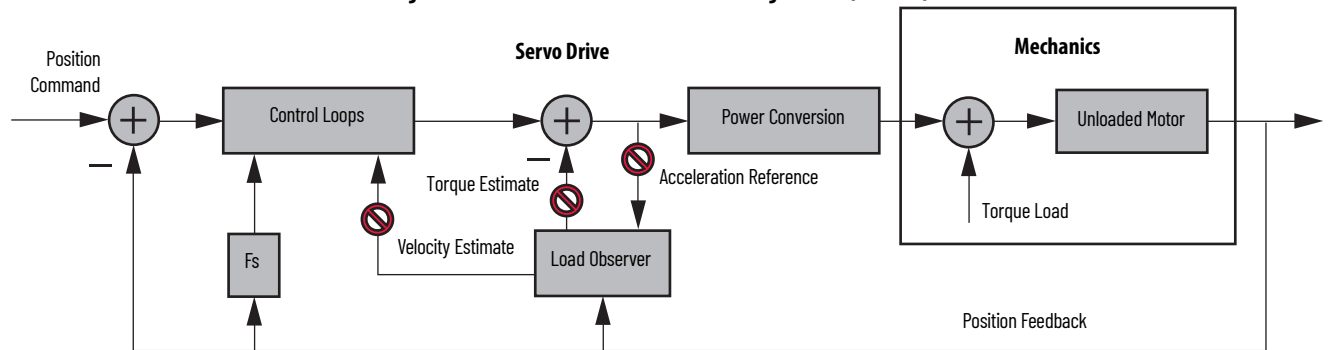 Servo Drive
Mechanics
Position
Command
Control Loops
Power Conversion
Unloaded Motor
Torque Estimate
Acceleration Reference
Torque Load
Velocity Estimate
Fs
Load Observer
Position Feedback